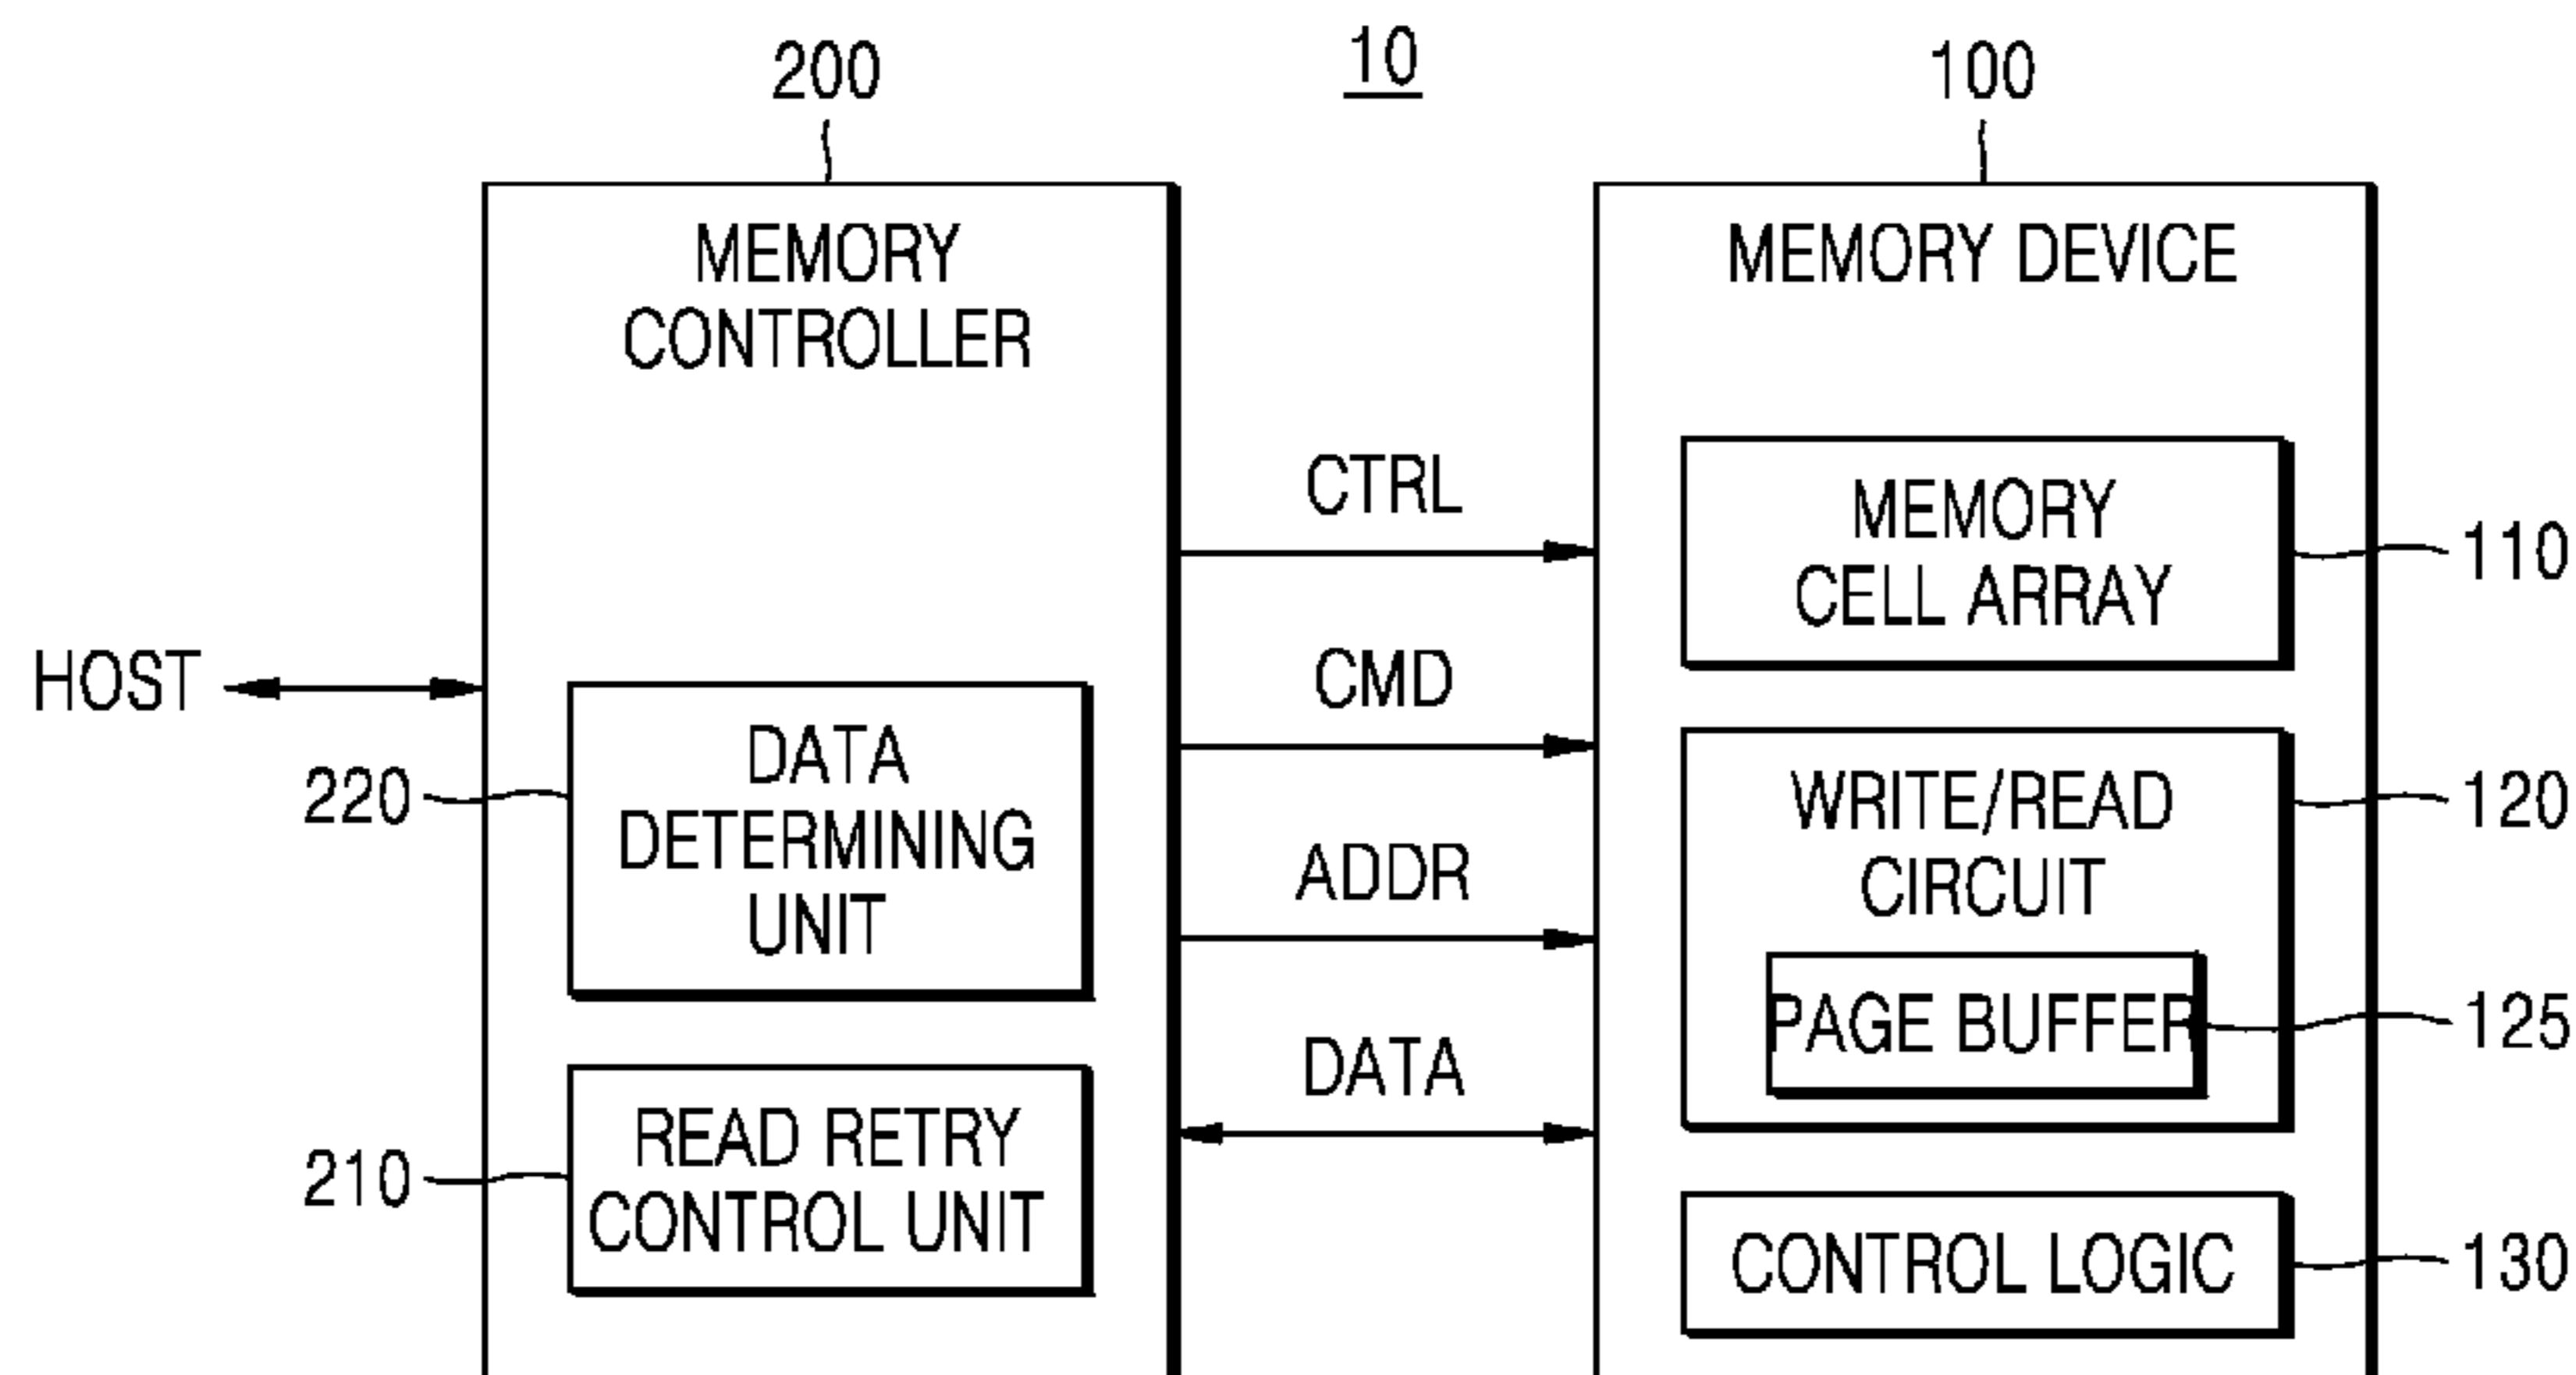 200
10
100
MEMORY
CONTROLLER
MEMORY DEVICE
CTRL
MEMORY
CELL ARRAY
110
HOST
CMD
DATA
DETERMINING
UNIT
220
WRITE/READ
CIRCUIT
120
ADDR
PAGE BUFFER
125
DATA
READ RETRY
CONTROL UNIT
210
CONTROL LOGIC
130